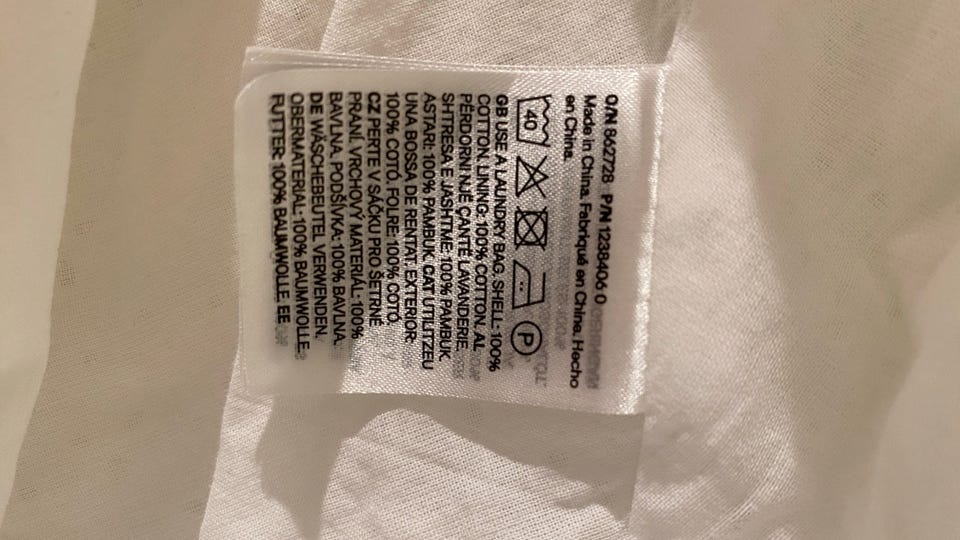 O/N 862728 P/N 1238406 0
Made in China. Fabriqué en Chine. Hecho
en China.
40 P
GB USE A LAUNDRY BAG. SHELL: 100%
COTTON. LINING: 100% COTTON. AL
PËRDORNI NJË ÇANTË LAVANDERIE.
SHTRESA E JASHTME: 100% PAMBUK.
ASTARI: 100% PAMBUK. CAT UTILITZEU
UNA BOSSA DE RENTAT. EXTERIOR:
100% COTÓ. FOLRE: 100% COTÓ.
CZ PERTE V SÁČKU PRO ŠETRNÉ
PRANÍ. VRCHOVÝ MATERIÁL: 100%
BAVLNA. PODŠÍVKA: 100% BAVLNA.
DE WÄSCHEBEUTEL VERWENDEN.
OBERMATERIAL: 100% BAUMWOLLE.
FUTTER: 100% BAUMWOLLE. EE